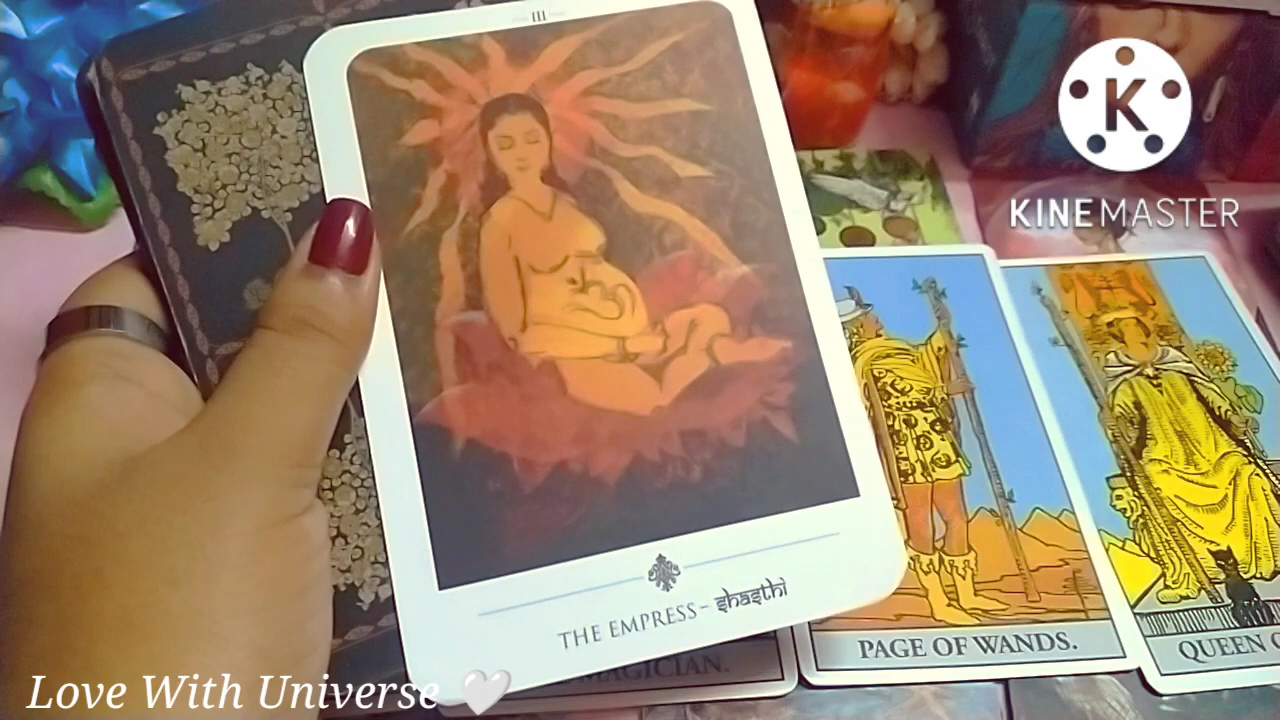 III
K
KINEMASTER
THE EMPRESS- shasthi
MAGICIAN.
PAGE OF WANDS.
QUEEN
Love With Universe 🤍